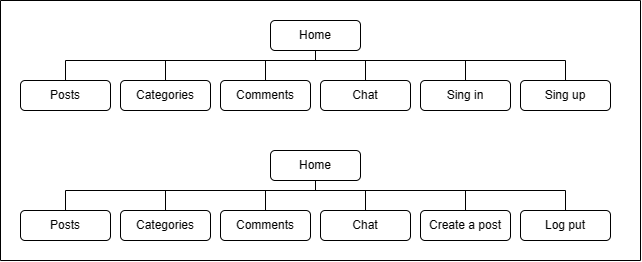 Home
Posts
Categories
Comments
Chat
Sing in
Sing up
Home
Posts
Categories
Comments
Chat
Create a post
Log put